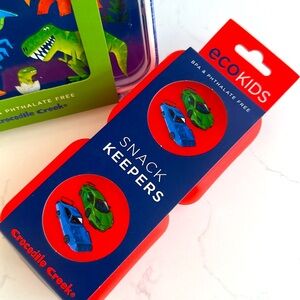 PHTHALATE FREE
Crocodile Creek®
ecoKIDS
BPA & PHTHALATE FREE
SNACK
KEEPERS
Crocodile Creek®